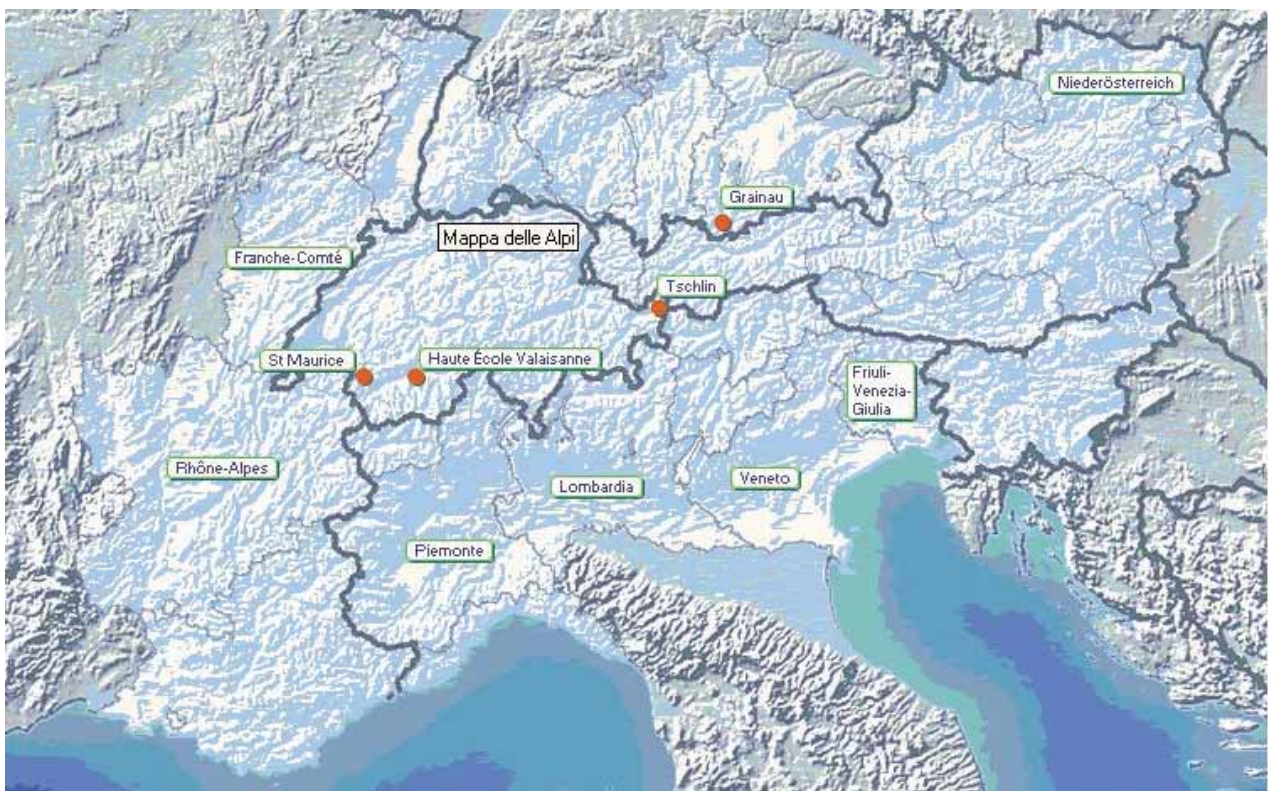 Niederösterreich
Grainau
Mappa delle Alpi
Franche-Comté
Tschlin
St Maurice
Haute École Valaisanne
Friuli-
Venezia-
Giulia
Rhône-Alpes
Lombardia
Veneto
Piemonte